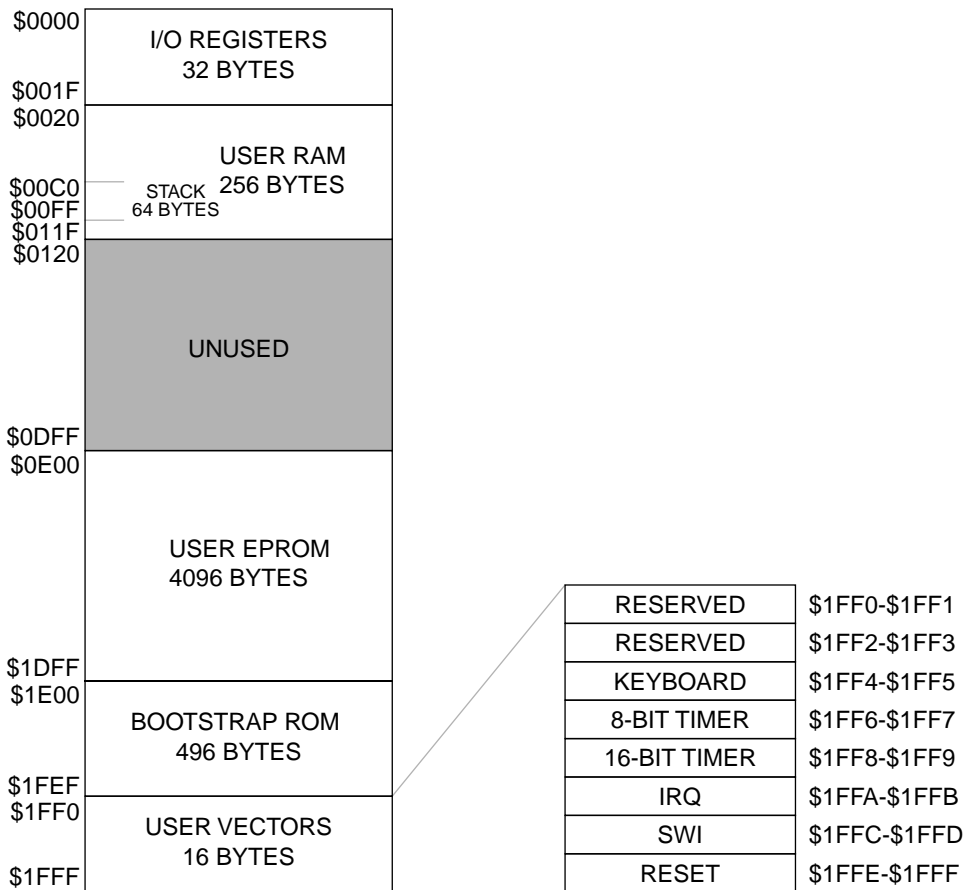 $0000
I/O REGISTERS
32 BYTES
$001F
$0020
USER RAM
256 BYTES
$00C0
STACK
64 BYTES
$00FF
$011F
$0120
UNUSED
$0DFF
$0E00
USER EPROM
4096 BYTES
$1DFF
$1E00
BOOTSTRAP ROM
496 BYTES
$1FEF
$1FF0
USER VECTORS
16 BYTES
$1FFF
RESERVED $1FF0-$1FF1
RESERVED $1FF2-$1FF3
KEYBOARD $1FF4-$1FF5
8-BIT TIMER $1FF6-$1FF7
16-BIT TIMER $1FF8-$1FF9
IRQ $1FFA-$1FFB
SWI $1FFC-$1FFD
RESET $1FFE-$1FFF